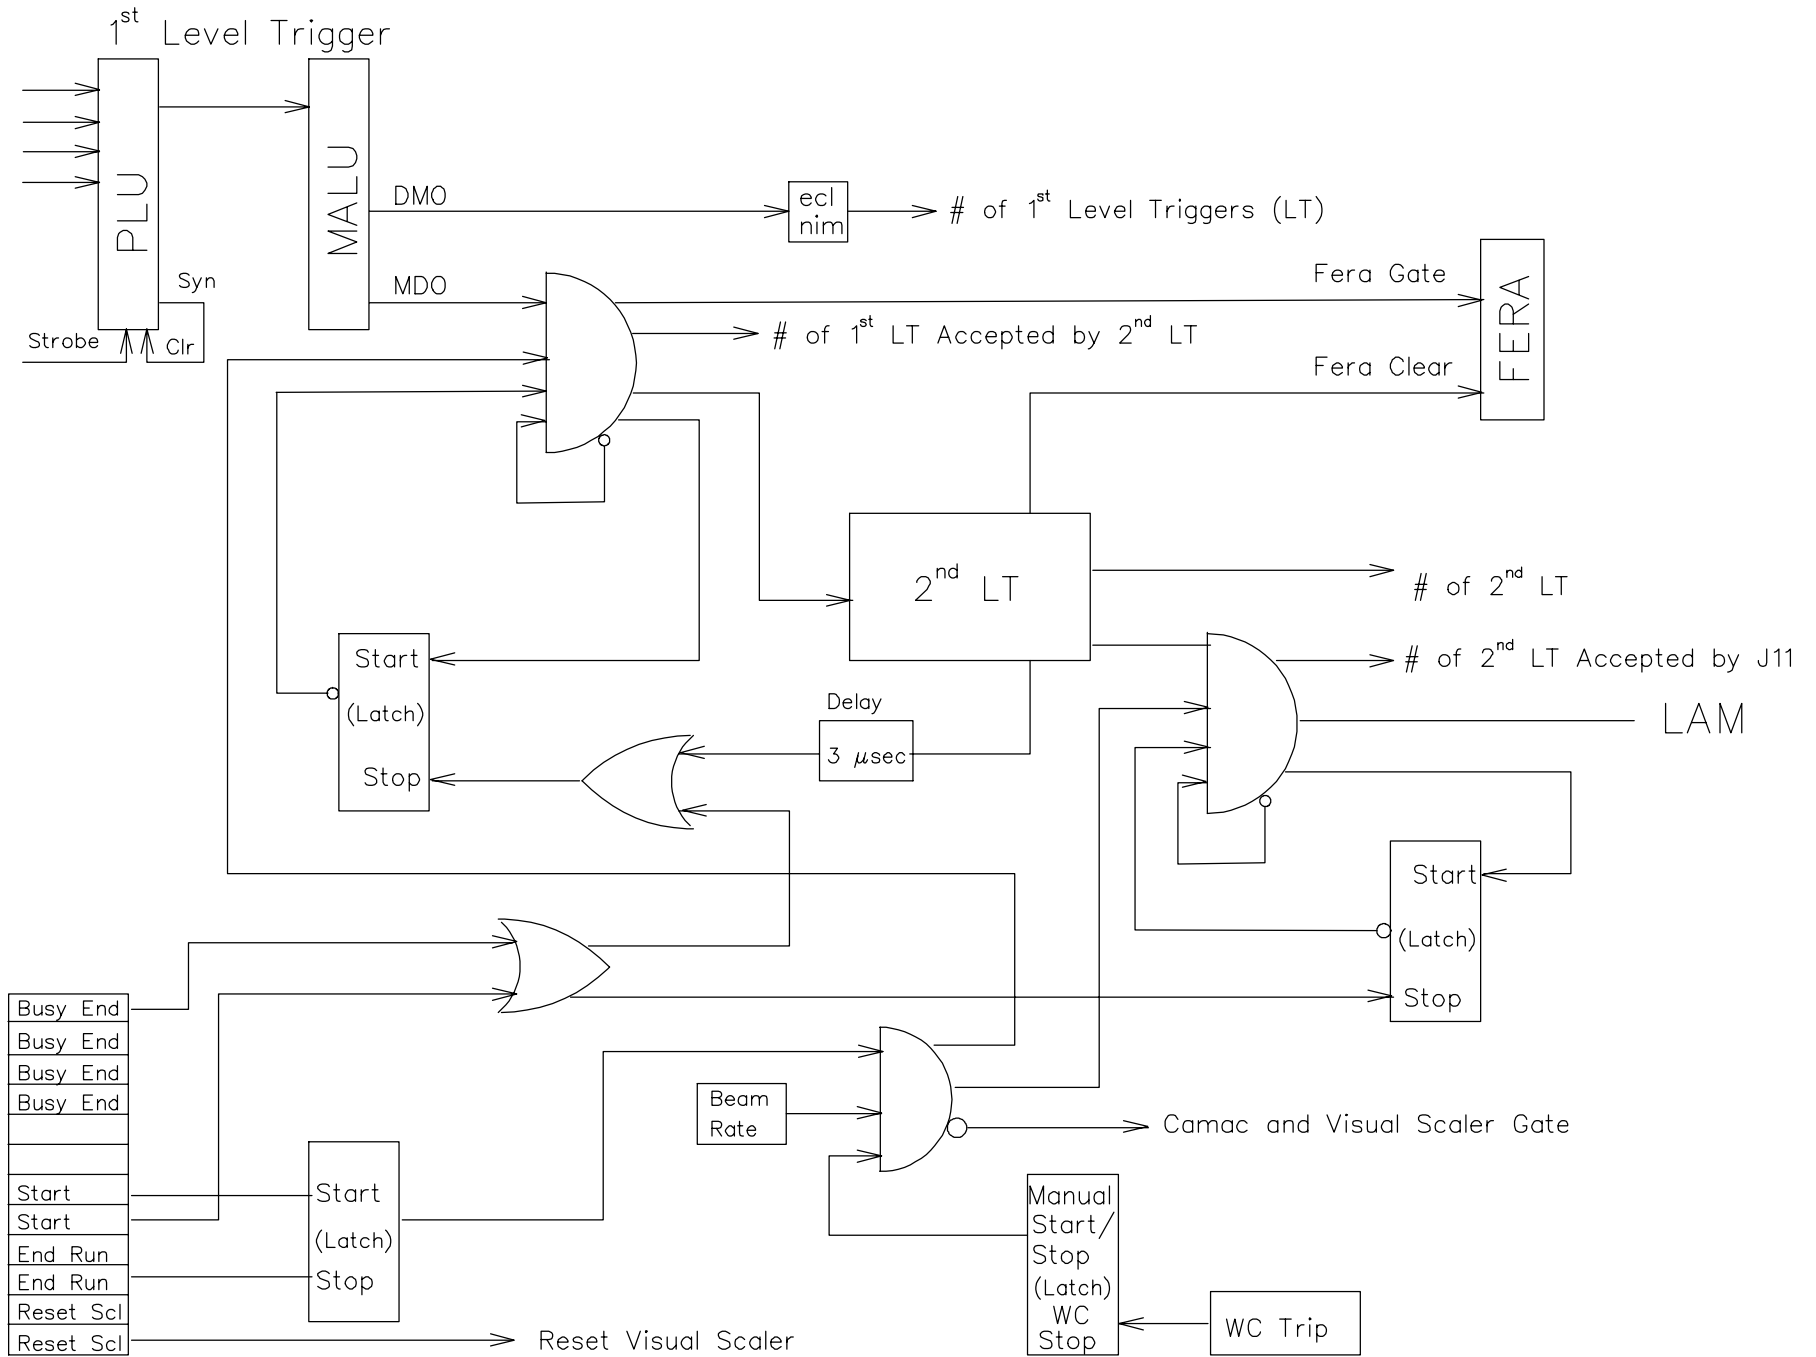 1st Level Trigger
PLU
MALU
DMO
ecl
nim
# of 1st Level Triggers (LT)
Syn
MDO
Fera Gate
FERA
Strobe
Clr
# of 1st LT Accepted by 2nd LT
Fera Clear
2nd LT
# of 2nd LT
Start
(Latch)
Stop
# of 2nd LT Accepted by J11
LAM
Delay
3 μsec
Start
(Latch)
Stop
Busy End
Busy End
Busy End
Busy End
Start
Start
End Run
End Run
Reset Scl
Reset Scl
Start
(Latch)
Stop
Beam
Rate
Camac and Visual Scaler Gate
Manual
Start/
Stop
(Latch)
WC
Stop
WC Trip
Reset Visual Scaler